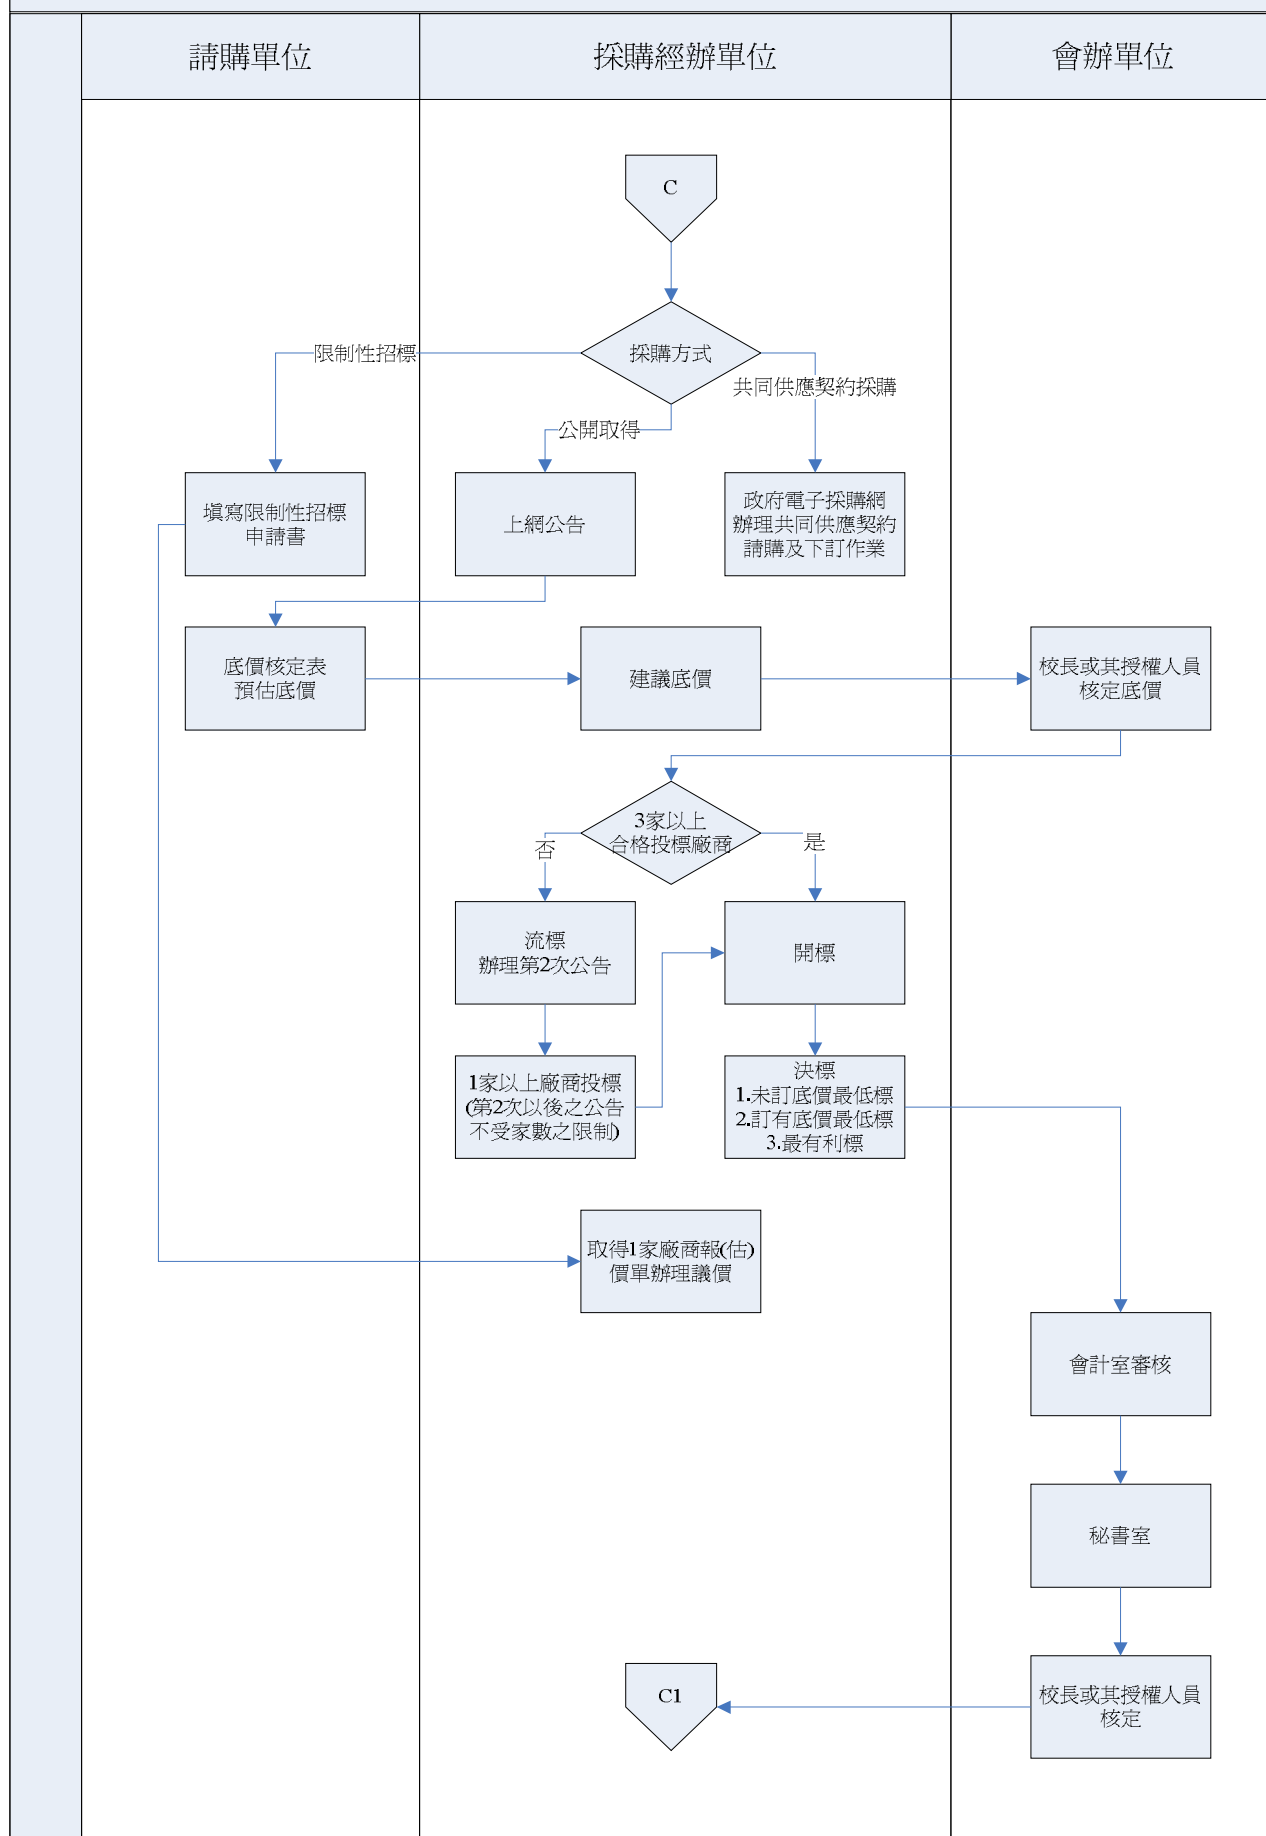 請購單位
採購經辦單位
會辦單位
C
採購方式
限制性招標
共同供應契約採購
公開取得
填寫限制性招標
申請書
上網公告
政府電子採購網
辦理共同供應契約
請購及下訂作業
底價核定表
預估底價
建議底價
校長或其授權人員
核定底價
3家以上
合格投標廠商
否
是
流標
辦理第2次公告
開標
1家以上廠商投標
(第2次以後之公告
不受家數之限制)
決標
1.未訂底價最低標
2.訂有底價最低標
3.最有利標
取得1家廠商報(估)
價單辦理議價
會計室審核
秘書室
校長或其授權人員
核定
C1